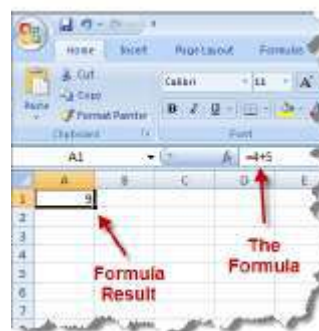 Home Insert Page Layout Formulas
Cut
Calibri 11 A
Copy
Paste
Format Painter
B I U
Clipboard Font
A1 fx =4+5
A B C D E
1 9
2
3
4
5
6
7
The
Formula
Formula
Result